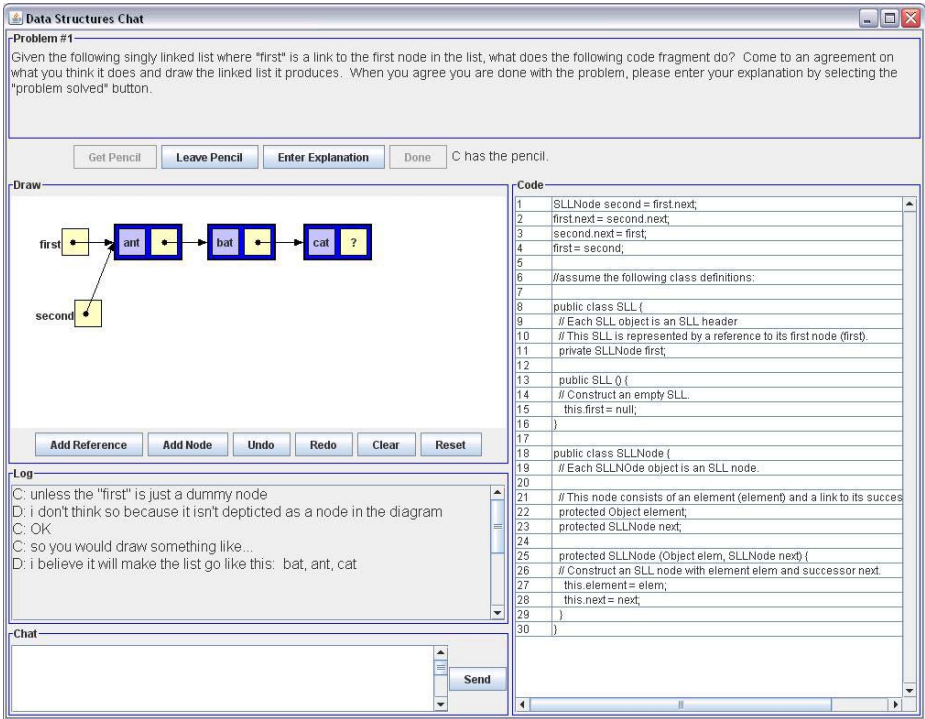 Data Structures Chat
Problem #1
Given the following singly linked list where "first" is a link to the first node in the list, what does the following code fragment do? Come to an agreement on
what you think it does and draw the linked list it produces. When you agree you are done with the problem, please enter your explanation by selecting the
"problem solved" button.
Get Pencil Leave Pencil Enter Explanation Done C has the pencil.
Draw
first ant bat cat ?
second
Add Reference Add Node Undo Redo Clear Reset
Log
C: unless the "first" is just a dummy node
D: i don't think so because it isn't depticted as a node in the diagram
C: OK
C: so you would draw something like...
D: i believe it will make the list go like this: bat, ant, cat
Chat
Send
Code
1 SLLNode second = first.next;
2 first.next = second.next;
3 second.next = first;
4 first = second;
5
6 //assume the following class definitions:
7
8 public class SLL {
9 // Each SLL object is an SLL header
10 // This SLL is represented by a reference to its first node (first).
11 private SLLNode first;
12
13 public SLL () {
14 // Construct an empty SLL.
15 this.first = null;
16 }
17
18 public class SLLNode {
19 // Each SLLNOde object is an SLL node.
20
21 // This node consists of an element (element) and a link to its succes
22 protected Object element;
23 protected SLLNode next;
24
25 protected SLLNode (Object elem, SLLNode next) {
26 // Construct an SLL node with element elem and successor next.
27 this.element = elem;
28 this.next = next;
29 }
30 }